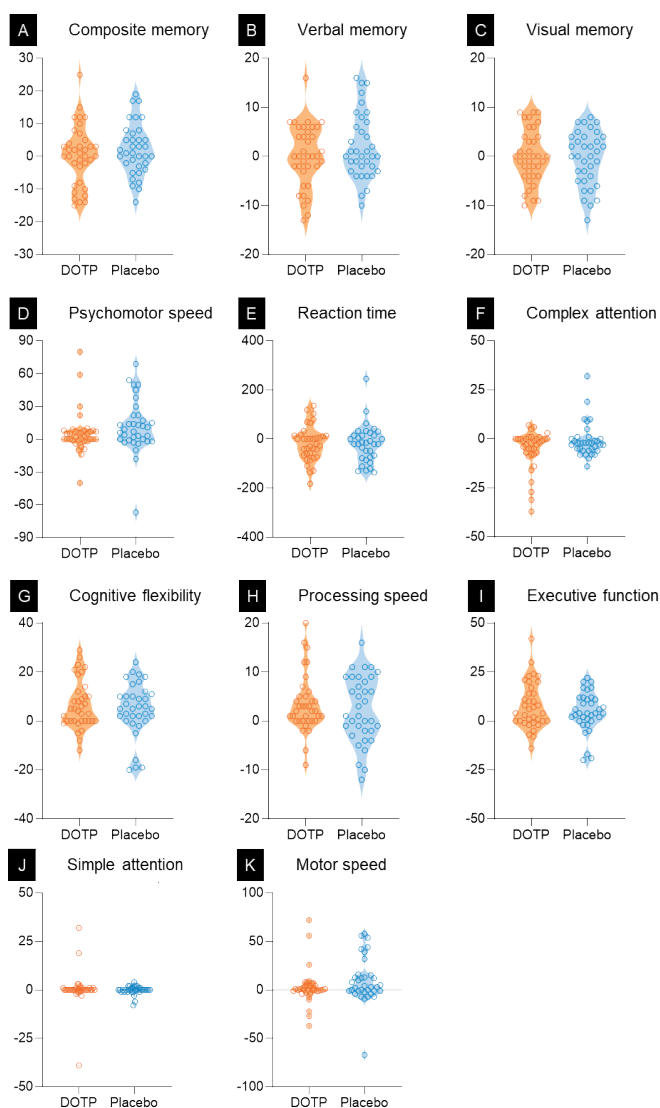 A Composite memory
30
20
10
0
-10
-20
-30
DOTP Placebo
B Verbal memory
20
10
0
-10
-20
DOTP Placebo
C Visual memory
20
10
0
-10
-20
DOTP Placebo
D Psychomotor speed
90
60
30
0
-30
-60
-90
DOTP Placebo
E Reaction time
400
200
0
-200
-400
DOTP Placebo
F Complex attention
50
25
0
-25
-50
DOTP Placebo
G Cognitive flexibility
40
20
0
-20
-40
DOTP Placebo
H Processing speed
20
10
0
-10
-20
DOTP Placebo
I Executive function
50
25
0
-25
-50
DOTP Placebo
J Simple attention
50
25
0
-25
-50
DOTP Placebo
K Motor speed
100
50
0
-50
-100
DOTP Placebo